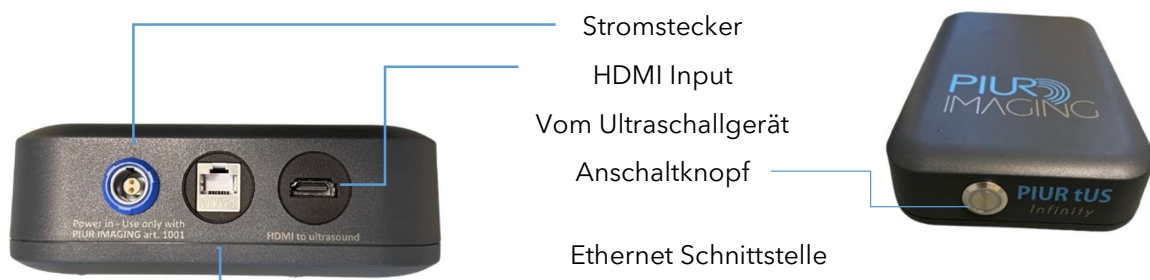 Stromstecker
HDMI Input
Vom Ultraschallgerät
Anschaltknopf
Ethernet Schnittstelle
Power in - Use only with
PIUR IMAGING art. 1001
HDMI to ultrasound
PIUR
IMAGING
PIUR tUS
Infinity